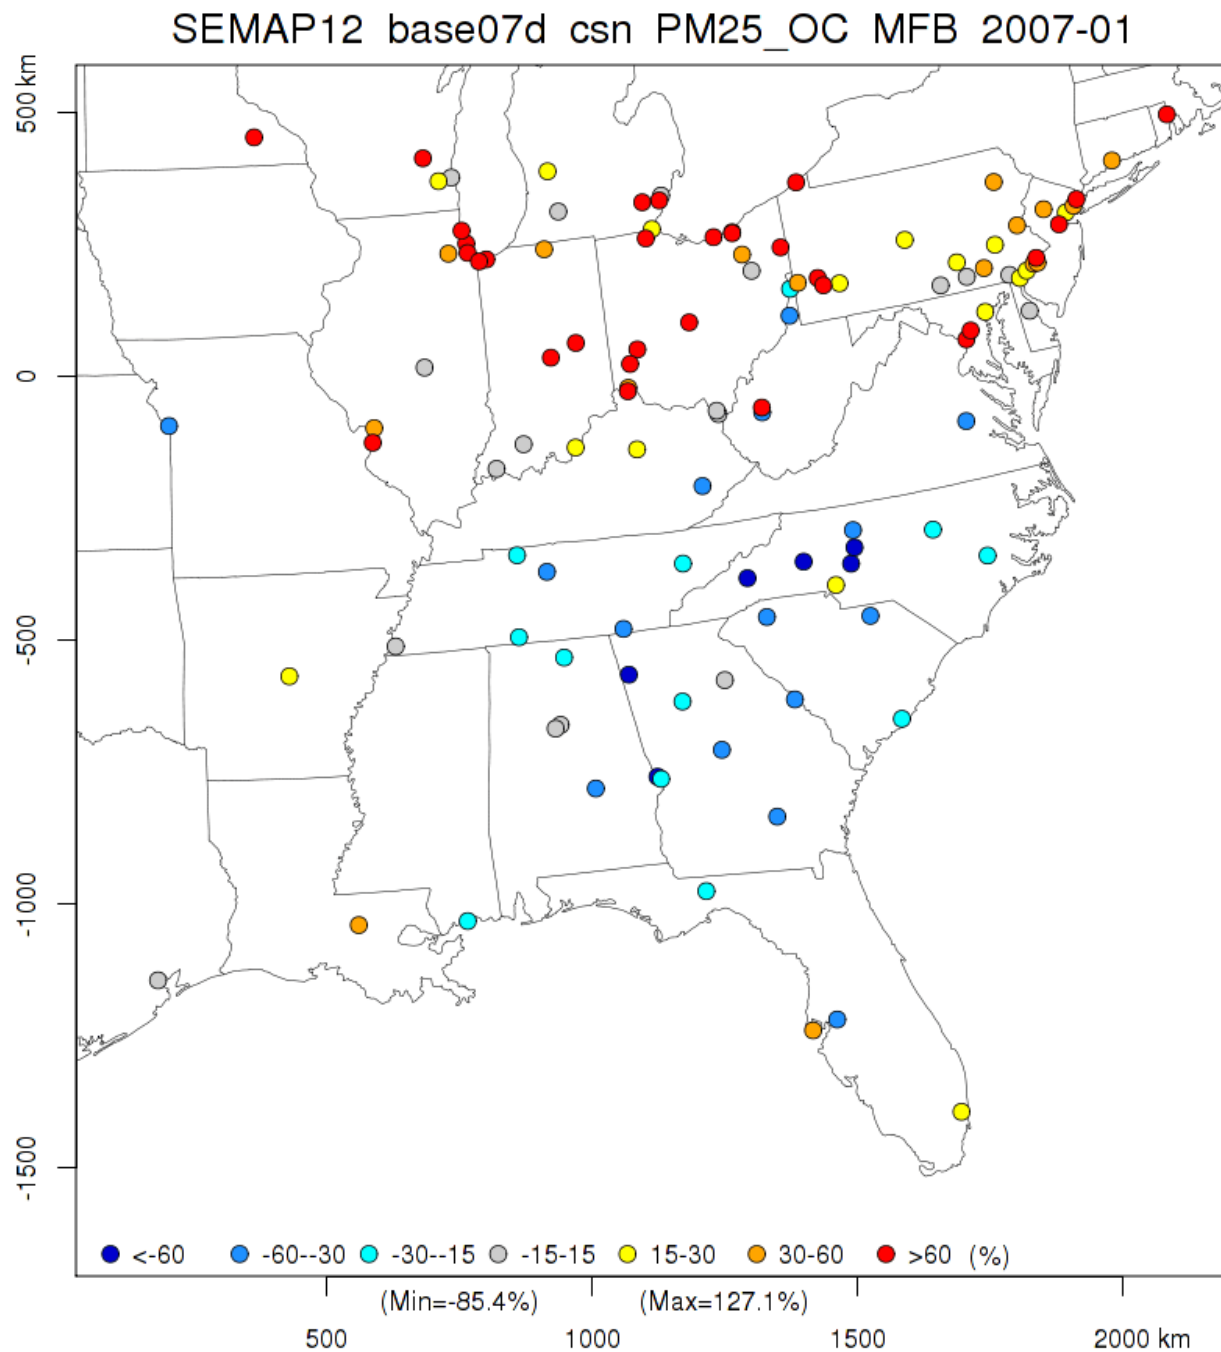 SEMAP12 base07d csn PM25_OC MFB 2007-01
km
500
0
-500
-1000
-1500
<-60 -60--30 -30--15 -15-15 15-30 30-60 >60 (%)
(Min=-85.4%) (Max=127.1%)
500 1000 1500 2000 km